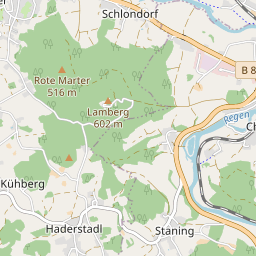 Schlondorf
Rote Marter
516 m
B 8
Lamberg
602 m
Regen
Ch
Kühberg
Haderstadl
Staning